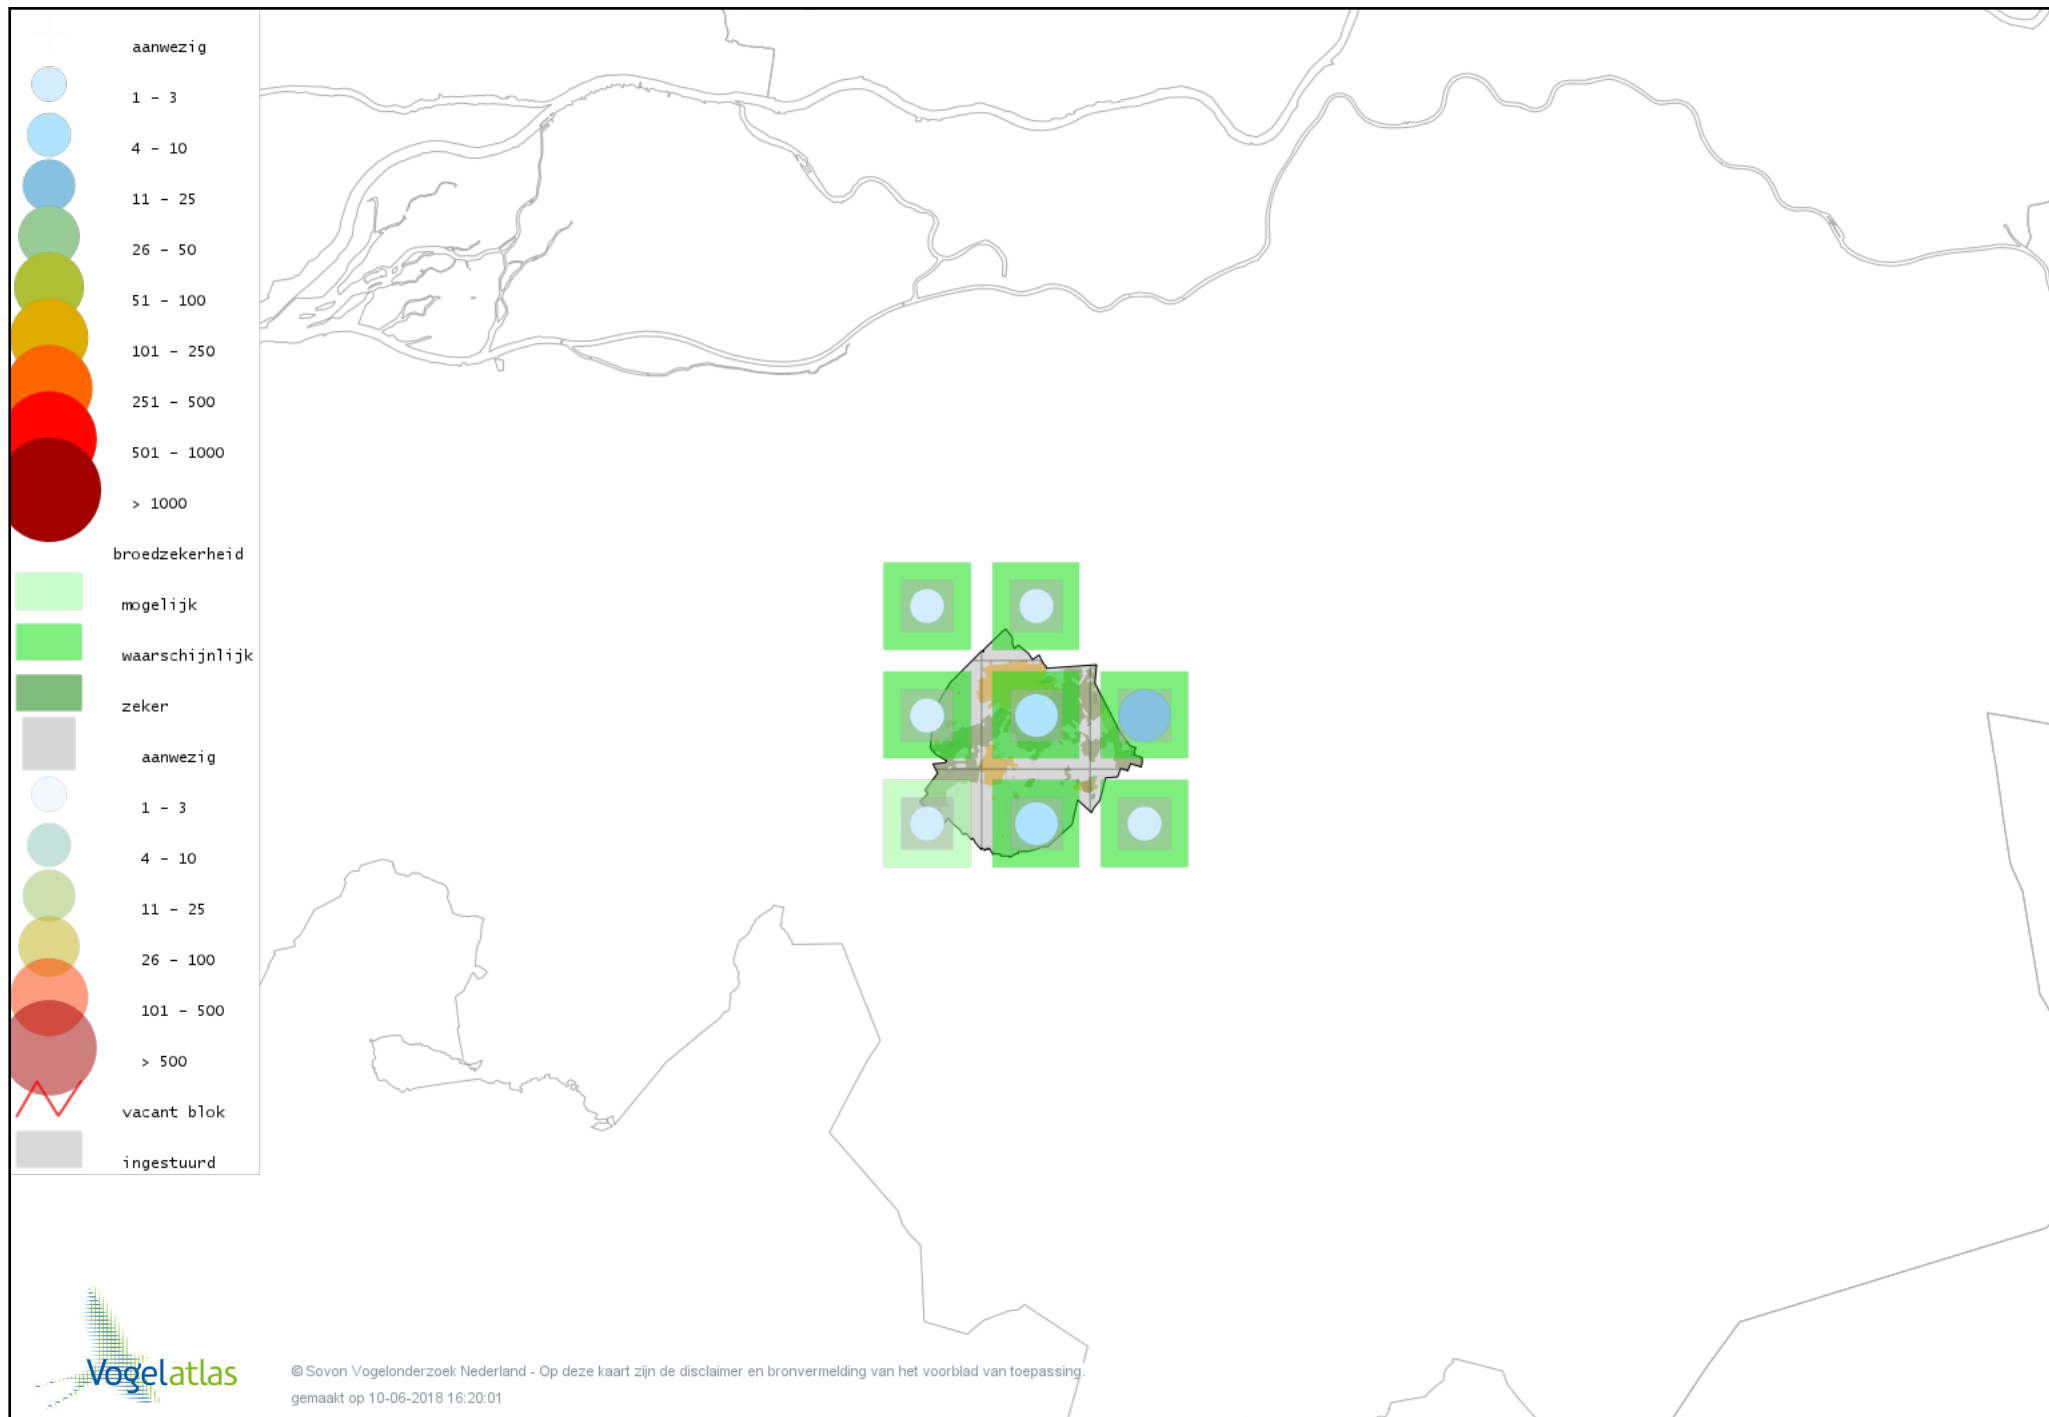 aanwezig
1 - 3
4 - 10
11 - 25
26 - 50
51 - 100
101 - 250
251 - 500
501 - 1000
> 1000
broedzekerheid
mogelijk
waarschijnlijk
zeker
aanwezig
1 - 3
4 - 10
11 - 25
26 - 100
101 - 500
> 500
vacant blok
ingestuurd
Vogelatlas
© Sovon Vogelonderzoek Nederland - Op deze kaart zijn de disclaimer en bronvermelding van het voorblad van toepassing.
gemaakt op 10-06-2018 16:20:01